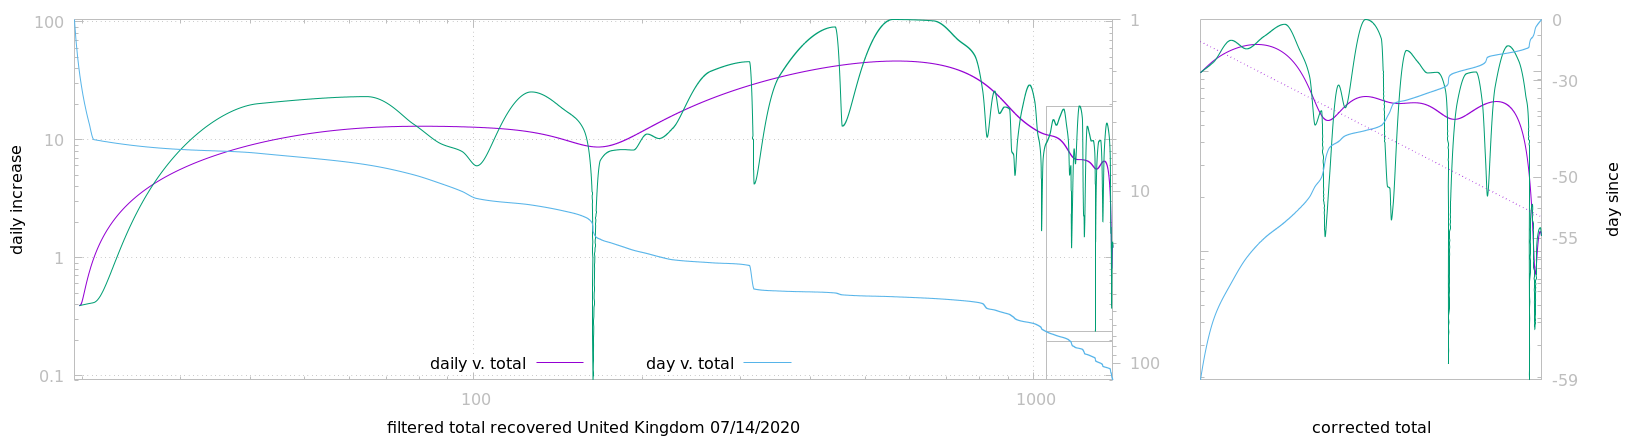 100
10
1
0.1
daily increase
daily v. total
day v. total
1
10
100
100
1000
filtered total recovered United Kingdom 07/14/2020
0
-30
-50
-55
-59
day since
corrected total